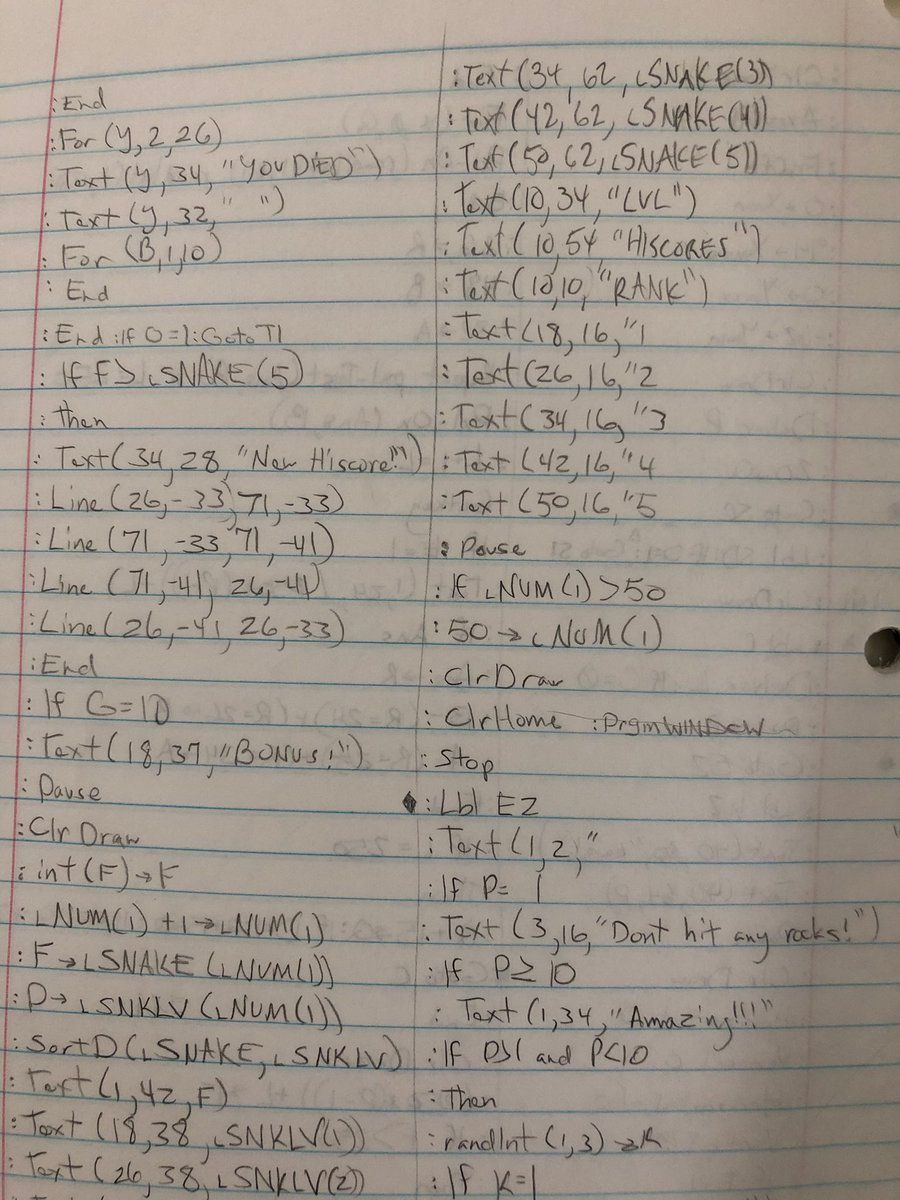 :End
:For (Y,2,26)
:Text (Y,34, "YOU DIED")
:Text (Y,32," ")
:For (B,1,10)
:End
:End :If O=1:Goto T1
:If F> ʟSNAKE(5)
:then
:Text(34,28,"New Hiscore!")
:Line(26,-33,71,-33)
:Line (71,-33,71,-41)
:Line (71,-41, 26,-41)
:Line(26,-41,26,-33)
:End
:If G=10
:Text(18,37,"BONUS!")
:Pause
:Clr Draw
:int(F)→F
:ʟNUM(1)+1→ʟNUM(1)
:F→ʟSNAKE(ʟNUM(1))
:P→ʟSNKLV(ʟNUM(1))
:SortD(ʟSNAKE,ʟSNKLV)
:Text(1,42,F)
:Text (18,38,ʟSNKLV(1))
:Text (26,38,ʟSNKLV(2))
:Text(34,62,ʟSNAKE(3))
:Text(42,62,ʟSNAKE(4))
:Text(50,62,ʟSNAKE(5))
:Text(10,34,"LVL")
:Text(10,54 "HISCORES")
:Text(10,10,"RANK")
:Text(18,16,"1
:Text(26,16,"2
:Text(34,16,"3
:Text (42,16,"4
:Text(50,16,"5
:Pause
:If ʟNUM(1)>50
:50→ʟNUM(1)
:ClrDraw
:ClrHome :PrgmWINDOW
:Stop
:Lbl EZ
:Text(1,2,"
:If P= 1
:Text (3,16,"Dont hit any rocks!")
:If P≥10
:Text(1,34,"Amazing!!!"
:If P>1 and P<10
:then
:randInt(1,3)→K
:If K=1